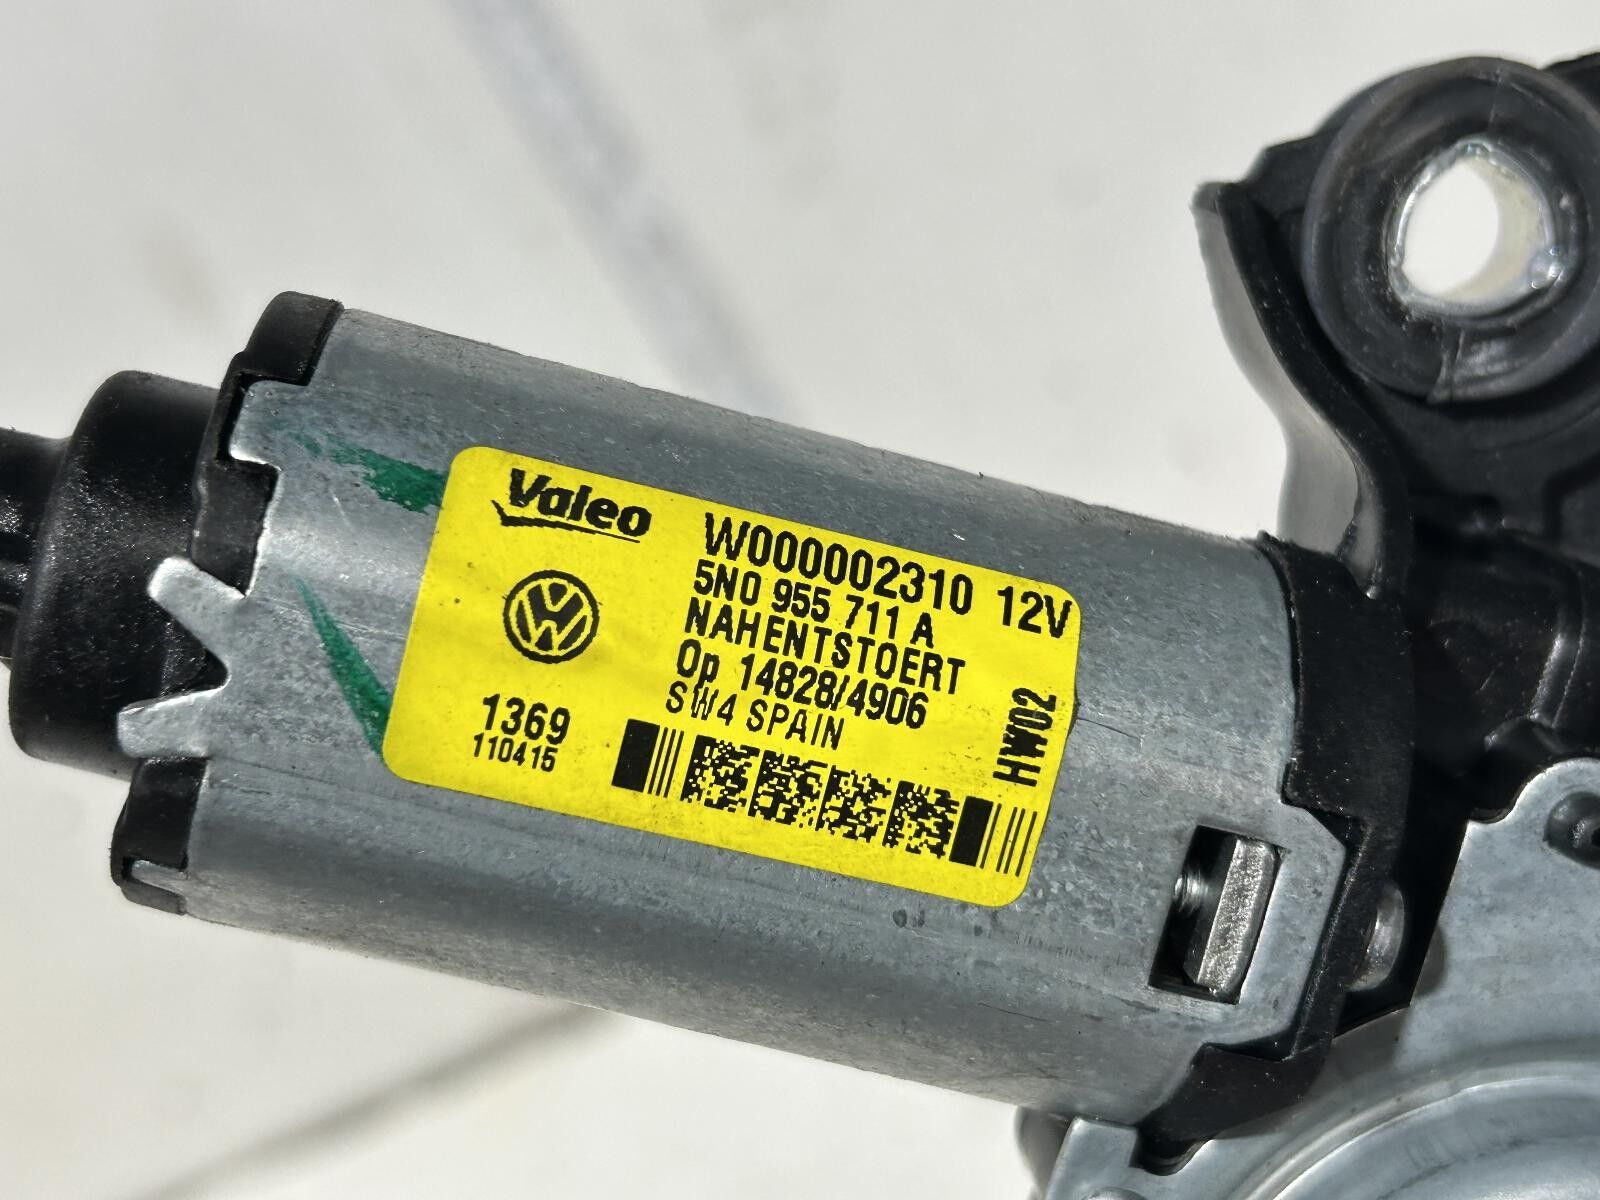 Valeo
W000002310 12V
5N0 955 711 A
NAHENTSTOERT
Op 14828/4906
SW4 SPAIN
HW02
1369
110415